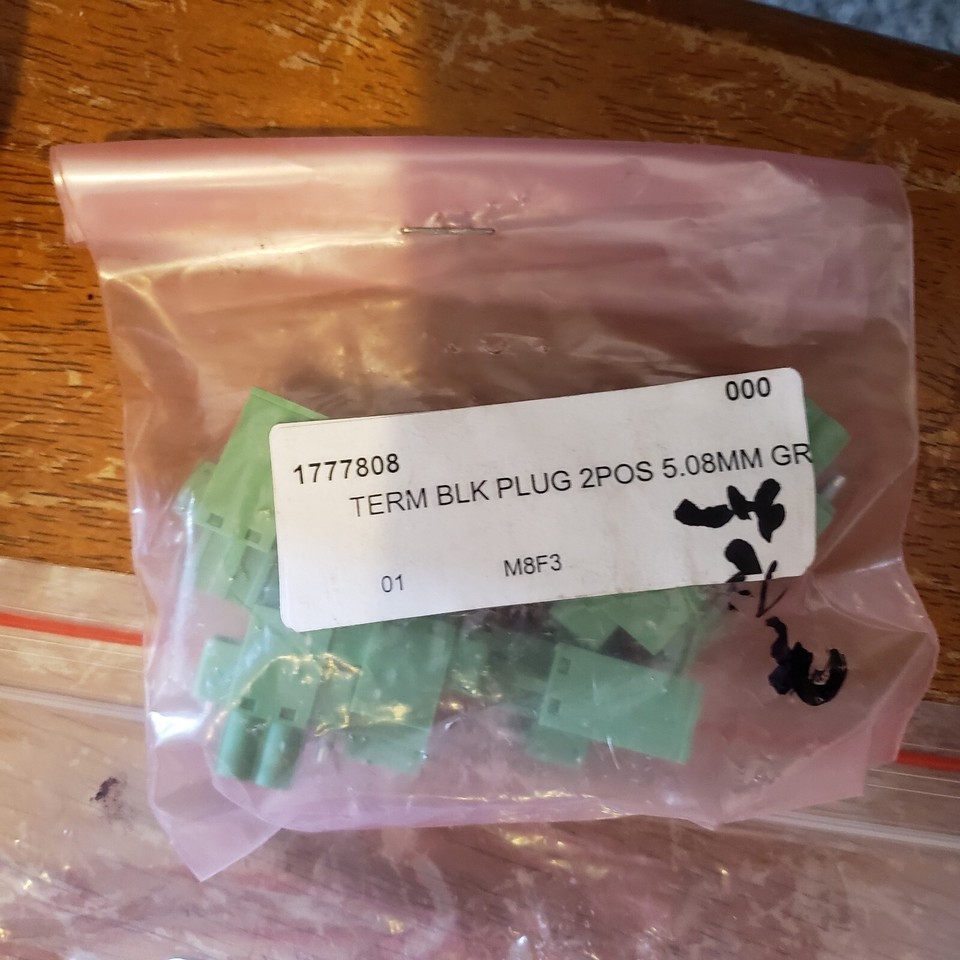 000
1777808
TERM BLK PLUG 2POS 5.08MM GR
01 M8F3